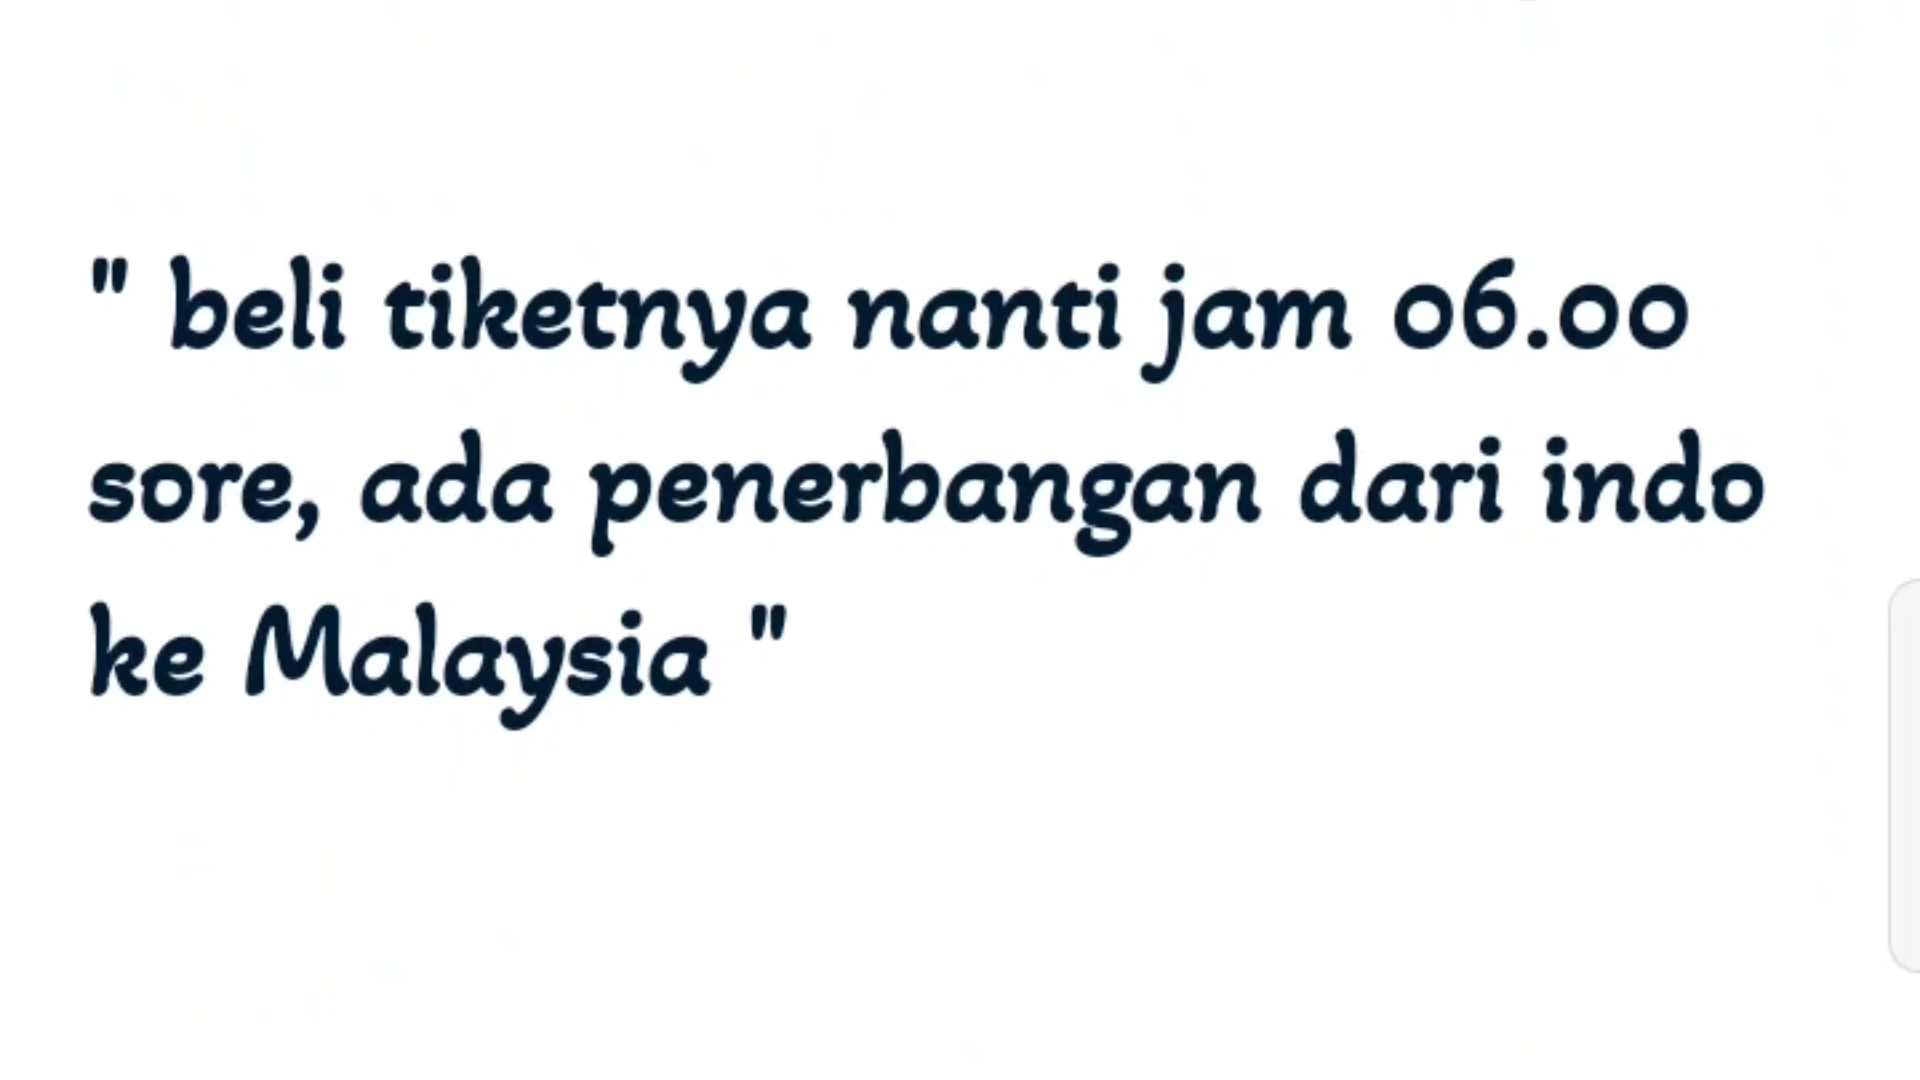 " beli tiketnya nanti jam 06.00
sore, ada penerbangan dari indo
ke Malaysia "